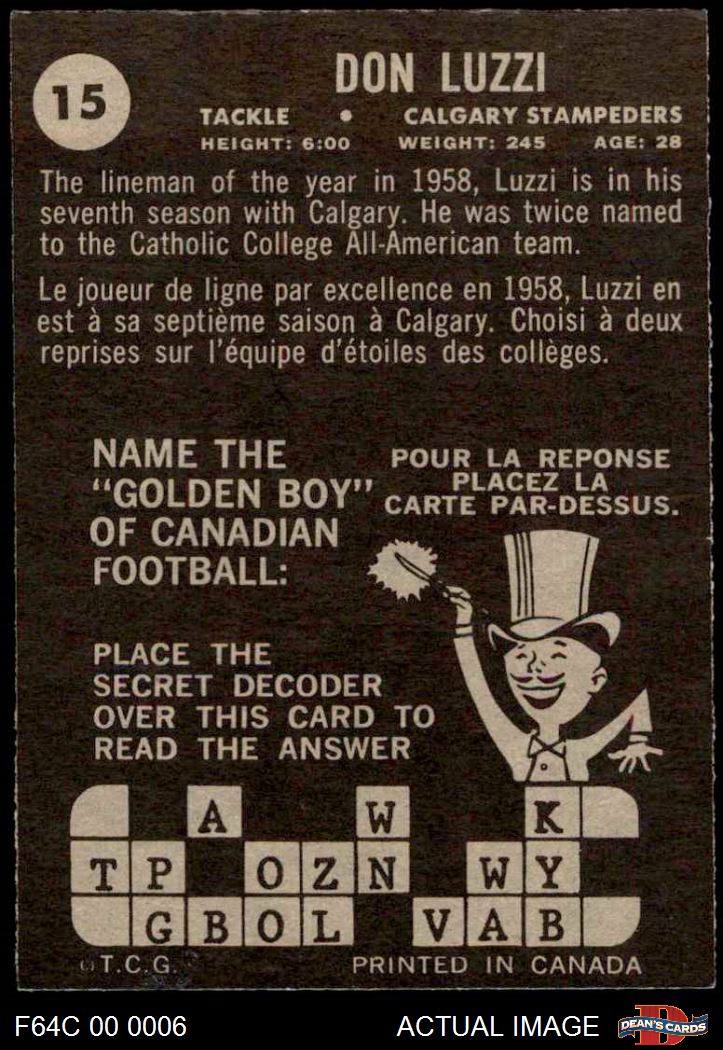 15
DON LUZZI
TACKLE • CALGARY STAMPEDERS
HEIGHT: 6:00 WEIGHT: 245 AGE: 28
The lineman of the year in 1958, Luzzi is in his
seventh season with Calgary. He was twice named
to the Catholic College All-American team.
Le joueur de ligne par excellence en 1958, Luzzi en
est à sa septième saison à Calgary. Choisi à deux
reprises sur l'équipe d'étoiles des collèges.
NAME THE
"GOLDEN BOY"
OF CANADIAN
FOOTBALL:
POUR LA REPONSE
PLACEZ LA
CARTE PAR-DESSUS.
PLACE THE
SECRET DECODER
OVER THIS CARD TO
READ THE ANSWER
A W K
T P O Z N W Y
G B O L V A B
© T.C.G. PRINTED IN CANADA
F64C 00 0006 ACTUAL IMAGE
D
DEAN'S CARDS